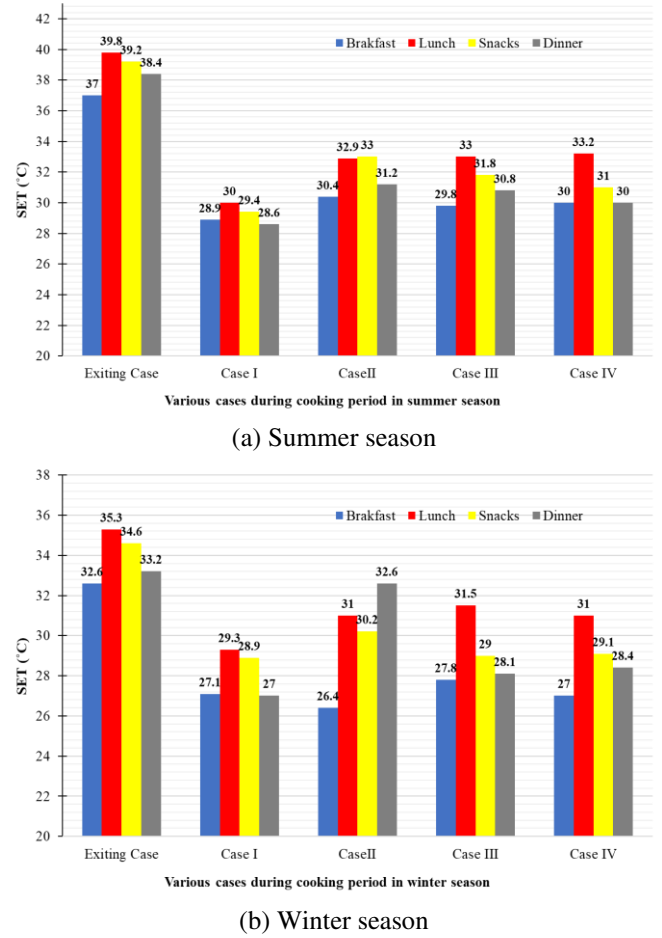 42
40
38
36
34
32
30
28
26
24
22
20
SET (˚C)
Brakfast Lunch Snacks Dinner
37 39.8 39.2 38.4
28.9 30 29.4 28.6
30.4 32.9 33 31.2
29.8 33 31.8 30.8
30 33.2 31 30
Exiting Case Case I CaseII Case III Case IV
Various cases during cooking period in summer season
(a) Summer season
38
36
34
32
30
28
26
24
22
20
SET (˚C)
Brakfast Lunch Snacks Dinner
32.6 35.3 34.6 33.2
27.1 29.3 28.9 27
26.4 31 30.2 32.6
27.8 31.5 29 28.1
27 31 29.1 28.4
Exiting Case Case I CaseII Case III Case IV
Various cases during cooking period in winter season
(b) Winter season